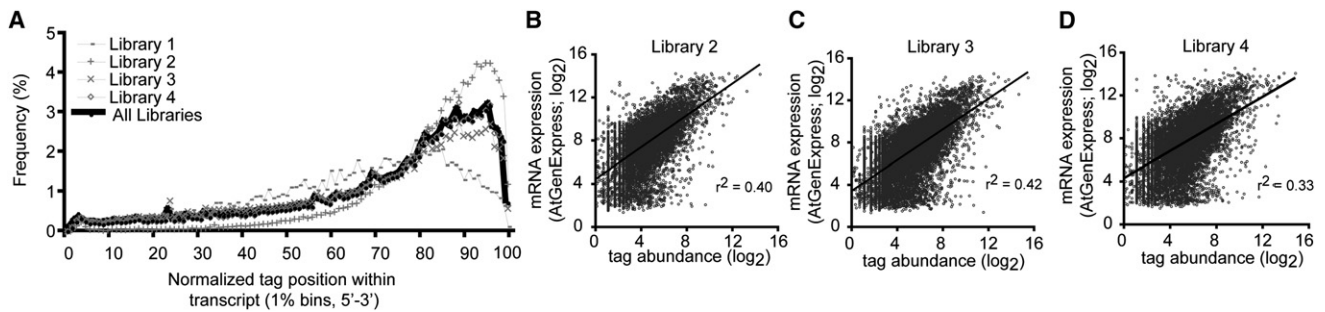 A
Frequency (%)
5
4
3
2
1
0
Library 1
Library 2
Library 3
Library 4
All Libraries
0 10 20 30 40 50 60 70 80 90 100
Normalized tag position within
transcript (1% bins, 5'-3')
B
Library 2
mRNA expression
(AtGenExpress; log2)
16
12
8
4
0
r2 = 0.40
0 4 8 12 16
tag abundance (log2)
C
Library 3
mRNA expression
(AtGenExpress; log2)
16
12
8
4
0
r2 = 0.42
0 4 8 12 16
tag abundance (log2)
D
Library 4
mRNA expression
(AtGenExpress; log2)
16
12
8
4
0
r2 = 0.33
0 4 8 12 16
tag abundance (log2)